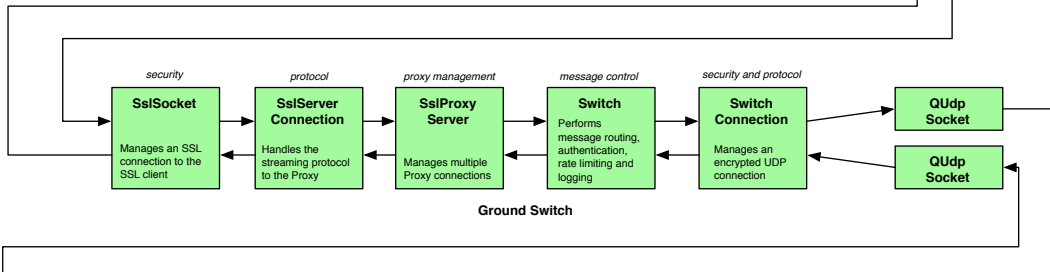 security
protocol
proxy management
message control
security and protocol
SslSocket
Manages an SSL
connection to the
SSL client
SslServer
Connection
Handles the
streaming protocol
to the Proxy
SslProxy
Server
Manages multiple
Proxy connections
Switch
Performs
message routing,
authentication,
rate limiting and
logging
Switch
Connection
Manages an
encrypted UDP
connection
QUdp
Socket
QUdp
Socket
Ground Switch